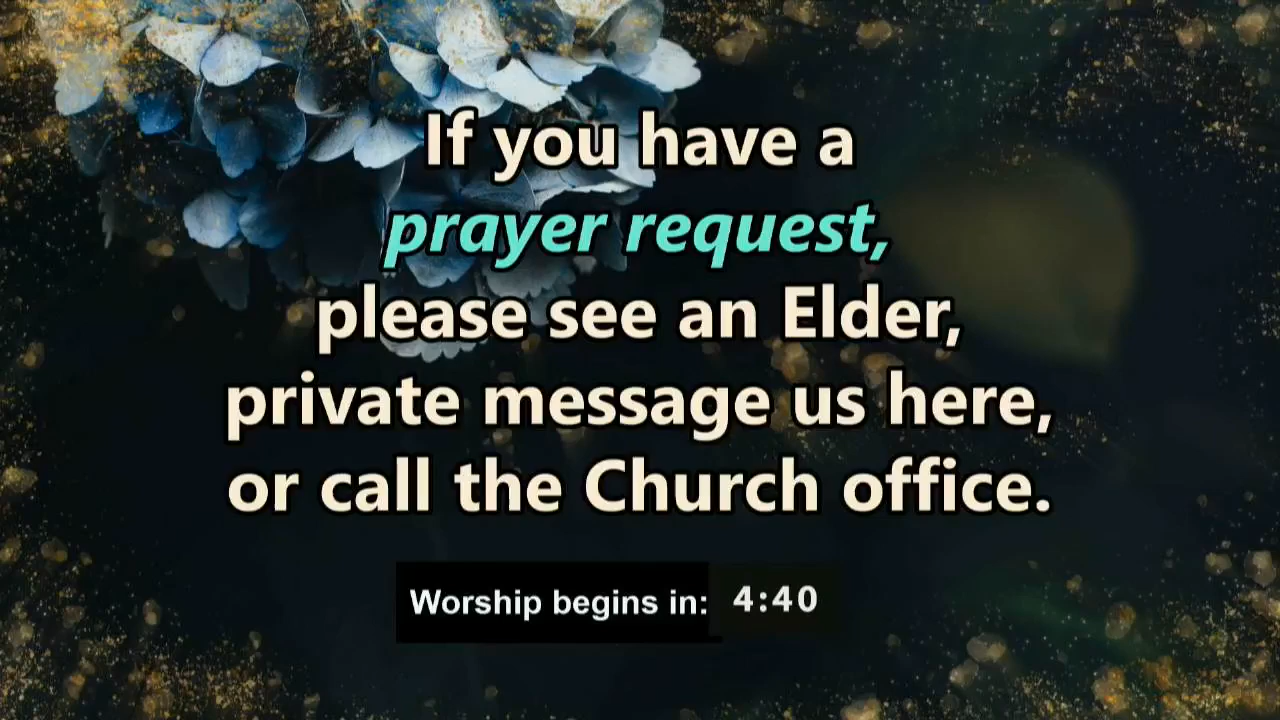 If you have a
prayer request,
please see an Elder,
private message us here,
or call the Church office.
Worship begins in: 4:40